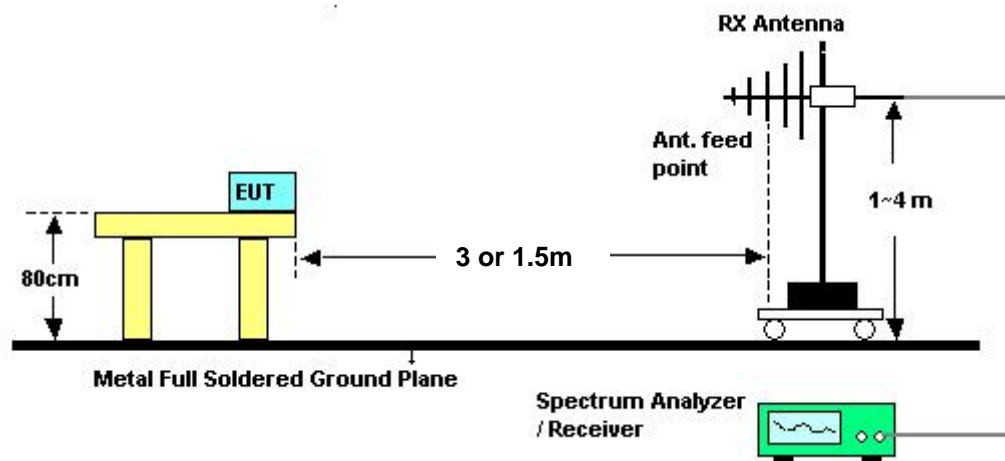 RX Antenna
Ant. feed
point
EUT
1~4 m
3 or 1.5m
80cm
Metal Full Soldered Ground Plane
Spectrum Analyzer
/ Receiver